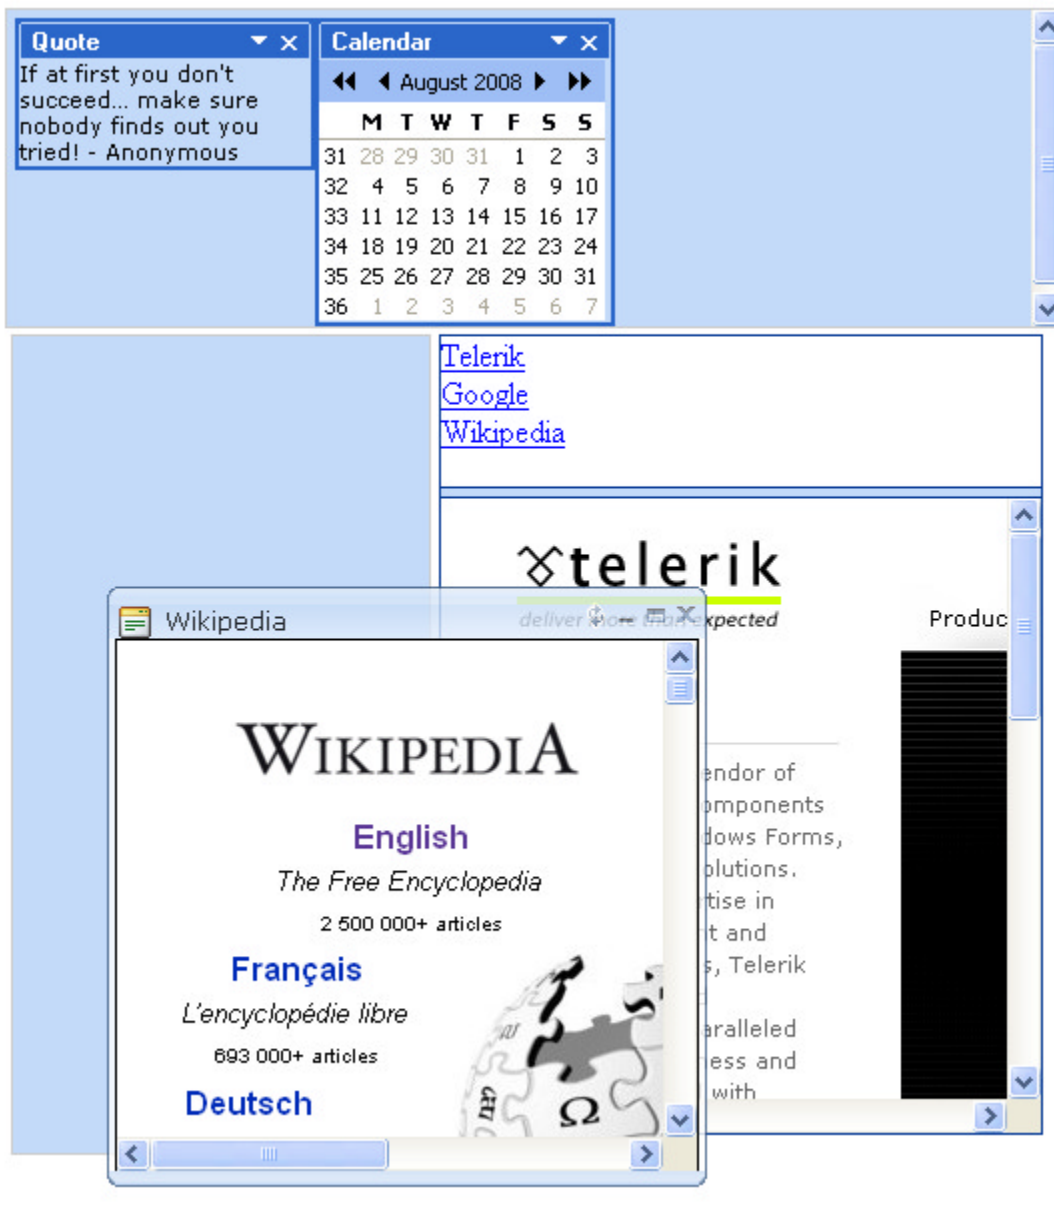 Quote
If at first you don't
succeed... make sure
nobody finds out you
tried! - Anonymous
Calendar
August 2008
M T W T F S S
31 28 29 30 31 1 2 3
32 4 5 6 7 8 9 10
33 11 12 13 14 15 16 17
34 18 19 20 21 22 23 24
35 25 26 27 28 29 30 31
36 1 2 3 4 5 6 7
Telerik
Google
Wikipedia
telerik
deliver more than expected
Produc
Wikipedia
WIKIPEDIA
English
The Free Encyclopedia
2 500 000+ articles
Français
L'encyclopédie libre
693 000+ articles
Deutsch
Ω
endor of
omponents
dows Forms,
olutions.
tise in
t and
s, Telerik
aralleled
ess and
with